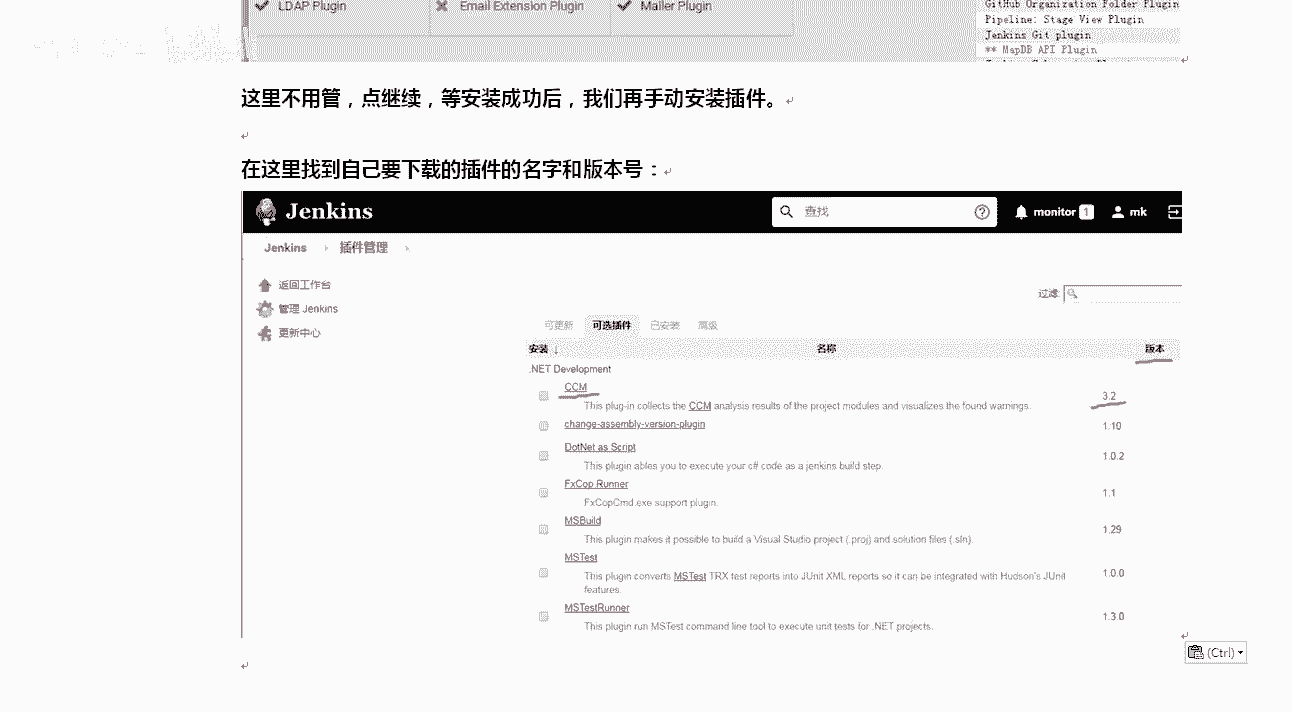 LDAP Plugin
Email Extension Plugin
Mailer Plugin
GitHub Organization Folder Plugin
Pipeline: Stage View Plugin
Jenkins Git plugin
** MapDB API Plugin
这里不用管，点继续，等安装成功后，我们再手动安装插件。
在这里找到自己要下载的插件的名字和版本号：
Jenkins
查找
monitor 1
mk
Jenkins
插件管理
返回工作台
管理 Jenkins
更新中心
过滤:
可更新
可选插件
已安装
高级
安装 ↓
名称
版本
.NET Development
CCM
This plug-in collects the CCM analysis results of the project modules and visualizes the found warnings.
3.2
change-assembly-version-plugin
1.10
DotNet as Script
This plugin ables you to execute your c# code as a jenkins build step.
1.0.2
FxCop Runner
FxCopCmd.exe support plugin.
1.1
MSBuild
This plugin makes it possible to build a Visual Studio project (.proj) and solution files (.sln).
1.29
MSTest
This plugin converts MSTest TRX test reports into JUnit XML reports so it can be integrated with Hudson's JUnit
features.
1.0.0
MSTestRunner
This plugin run MSTest command line tool to execute unit tests for .NET projects.
1.3.0
(Ctrl)